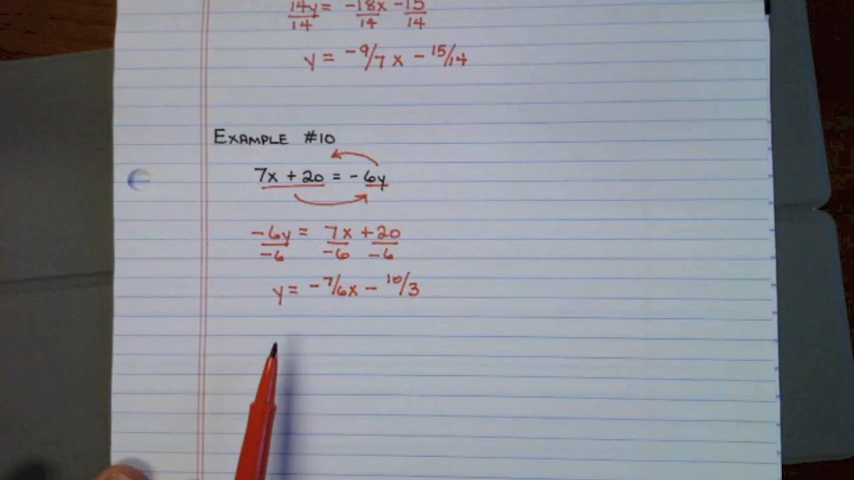 14y = -18x -15
14 14 14
y = -9/7 x - 15/14
EXAMPLE #10
7x + 20 = -6y
-6y = 7x + 20
-6 -6 -6
y = -7/6x - 10/3